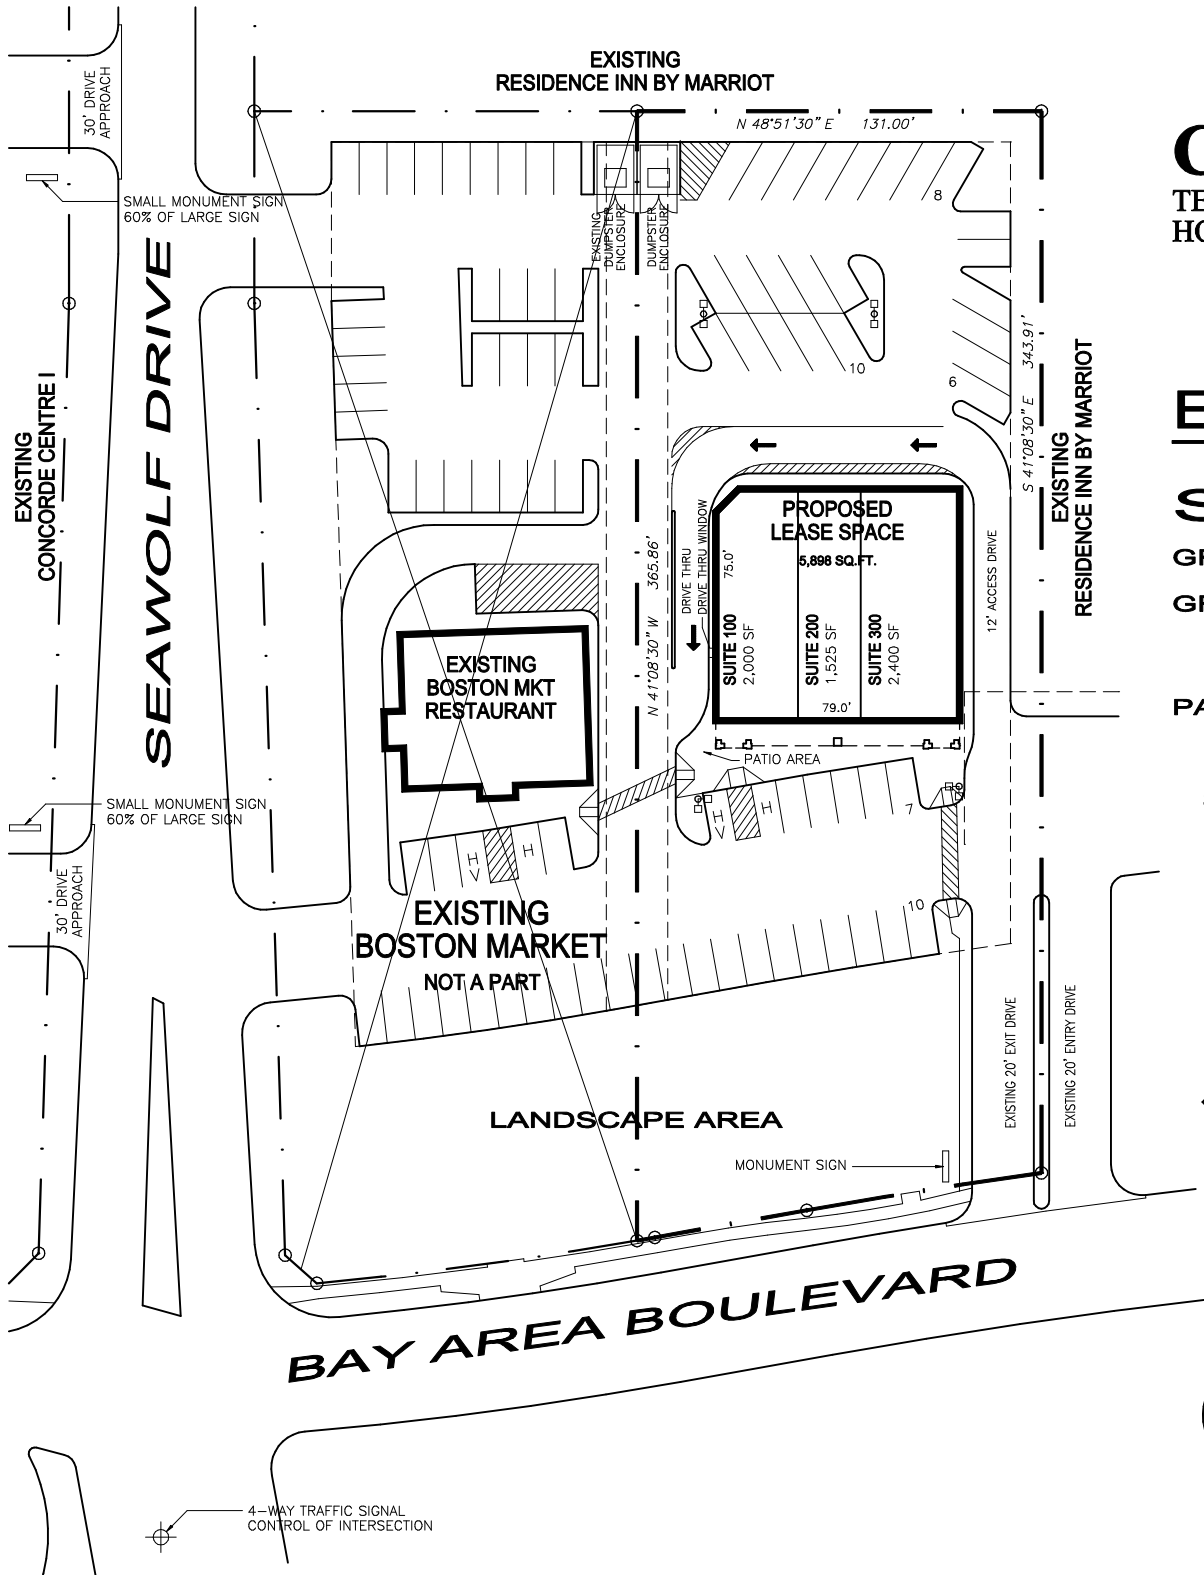 EXISTING
RESIDENCE INN BY MARRIOT
N 48°51'30" E 131.00'
30' DRIVE
APPROACH
SMALL MONUMENT SIGN
60% OF LARGE SIGN
EXISTING
DUMPSTER
ENCLOSURE
DUMPSTER
ENCLOSURE
8
10
6
S 41°08'30" E 343.91'
EXISTING
RESIDENCE INN BY MARRIOT
EXISTING
CONCORDE CENTRE I
SEAWOLF DRIVE
N 41°08'30" W 365.86'
DRIVE THRU
DRIVE THRU WINDOW
75.0'
PROPOSED
LEASE SPACE
5,898 SQ.FT.
SUITE 100
2,000 SF
SUITE 200
1,525 SF
SUITE 300
2,400 SF
79.0'
12' ACCESS DRIVE
EXISTING
BOSTON MKT
RESTAURANT
PATIO AREA
SMALL MONUMENT SIGN
60% OF LARGE SIGN
30' DRIVE
APPROACH
H
V
H
H
V
H
7
10
EXISTING
BOSTON MARKET
NOT A PART
EXISTING 20' EXIT DRIVE
EXISTING 20' ENTRY DRIVE
LANDSCAPE AREA
MONUMENT SIGN
BAY AREA BOULEVARD
4-WAY TRAFFIC SIGNAL
CONTROL OF INTERSECTION